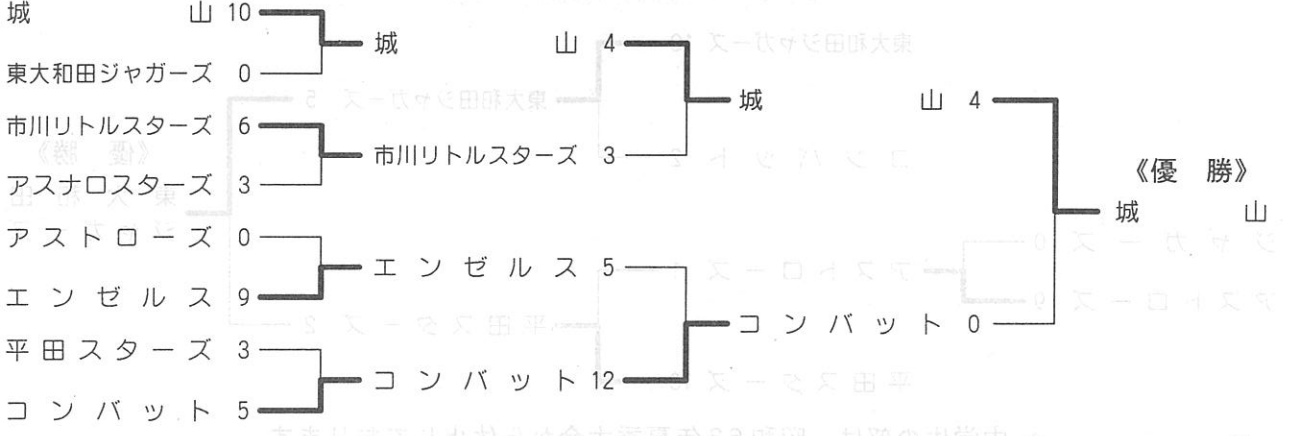 城 山 10
東大和田ジャガーズ 0
市川リトルスターズ 6
アスナロスターズ 3
アストローズ 0
エンゼルス 9
平田スターズ 3
コンバット 5
城 山 4
市川リトルスターズ 3
エンゼルス 5
コンバット 12
城 山 4
コンバット 0
《優 勝》
城 山